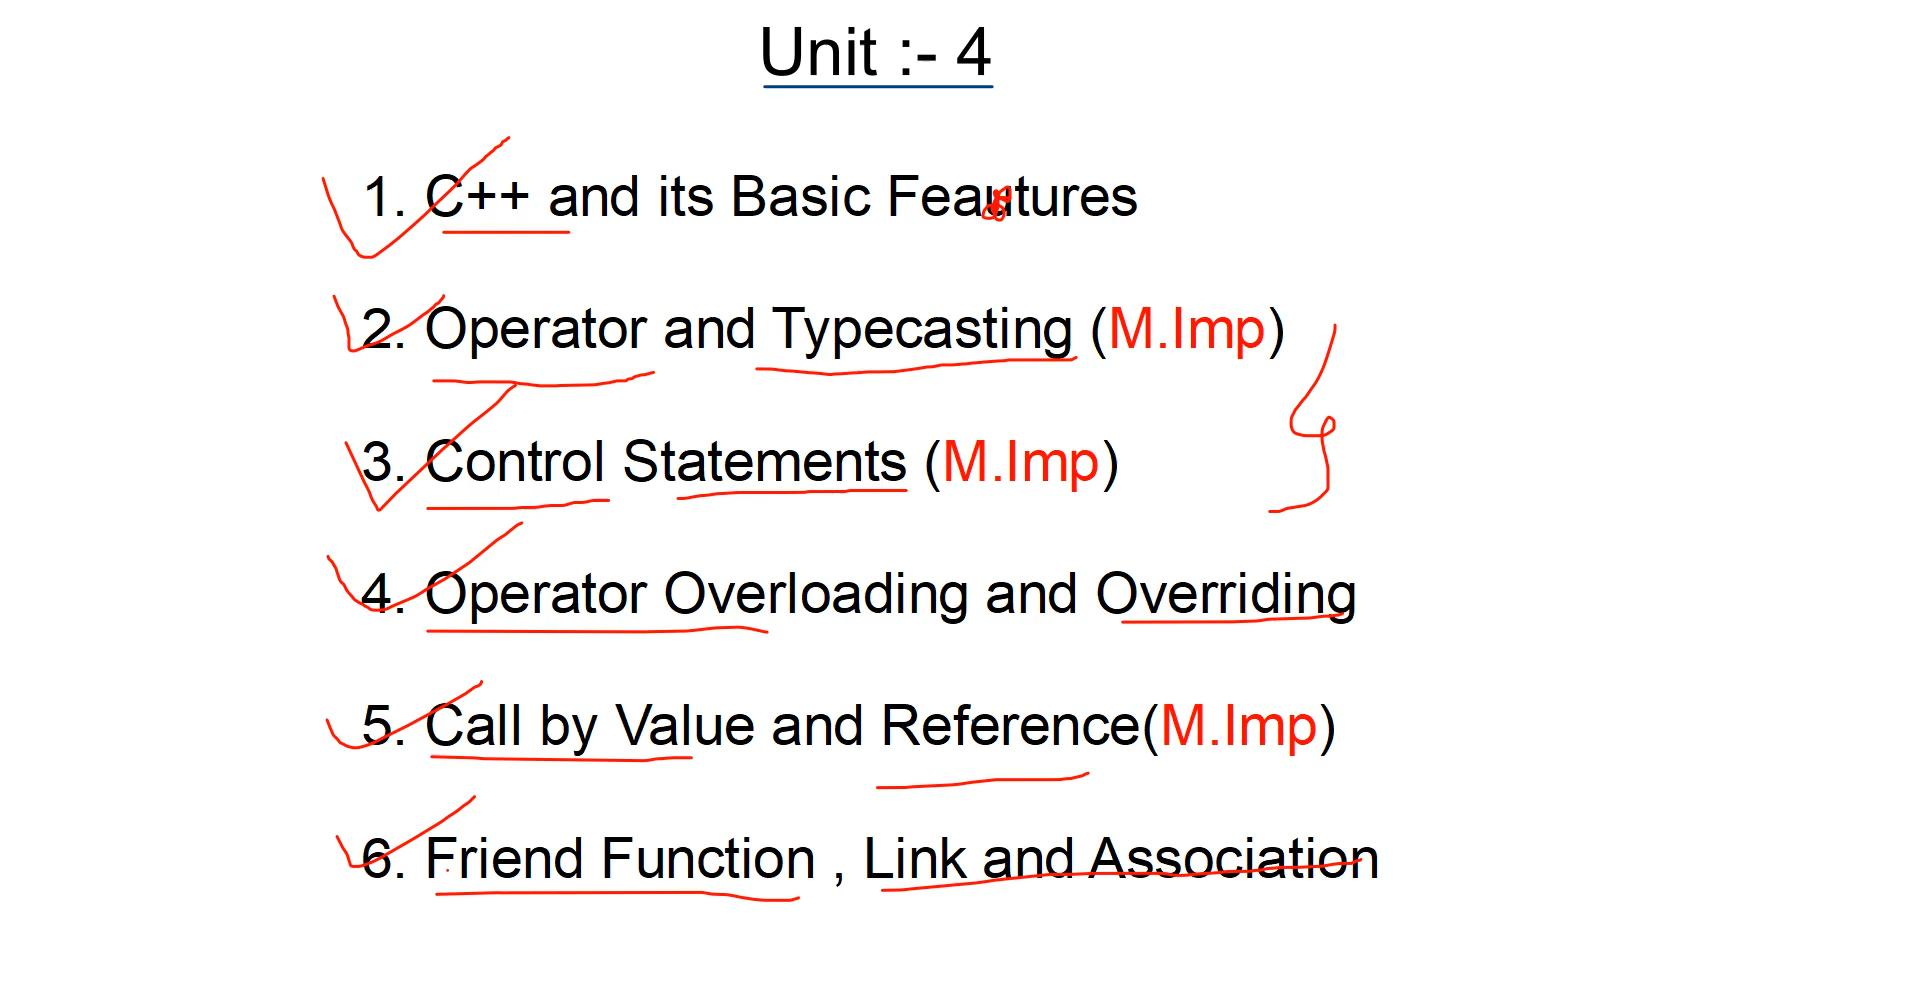 Unit :- 4
1. C++ and its Basic Feautures
2. Operator and Typecasting (M.Imp)
3. Control Statements (M.Imp)
4. Operator Overloading and Overriding
5. Call by Value and Reference(M.Imp)
6. Friend Function , Link and Association